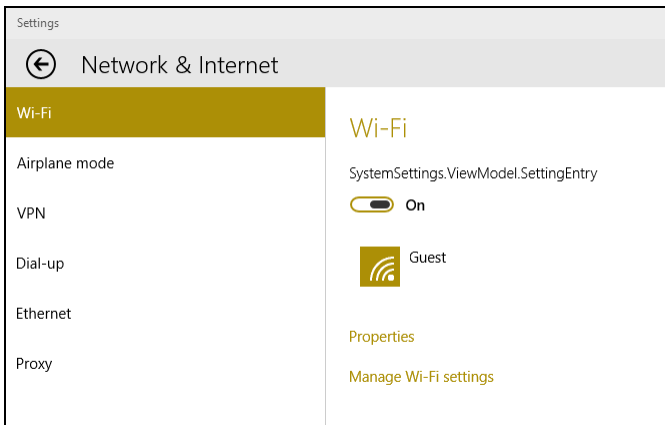 Settings
Network & Internet
Wi-Fi
Airplane mode
VPN
Dial-up
Ethernet
Proxy
Wi-Fi
SystemSettings.ViewModel.SettingEntry
On
Guest
Properties
Manage Wi-Fi settings